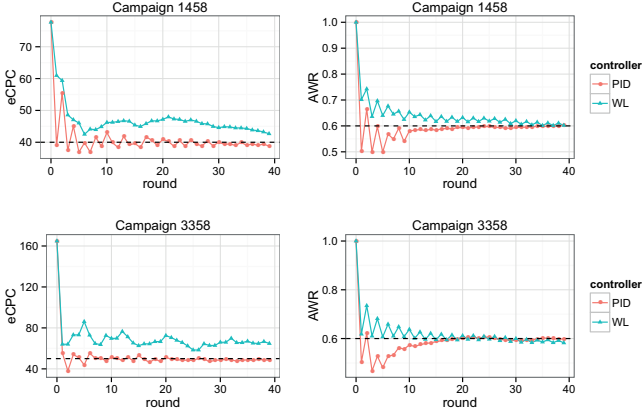 Campaign 1458
eCPC
70
60
50
40
0 10 20 30 40
round
Campaign 1458
AWR
1.0
0.9
0.8
0.7
0.6
0.5
0 10 20 30 40
round
controller
PID
WL
Campaign 3358
eCPC
160
120
80
40
0 10 20 30 40
round
Campaign 3358
AWR
1.0
0.8
0.6
0 10 20 30 40
round
controller
PID
WL